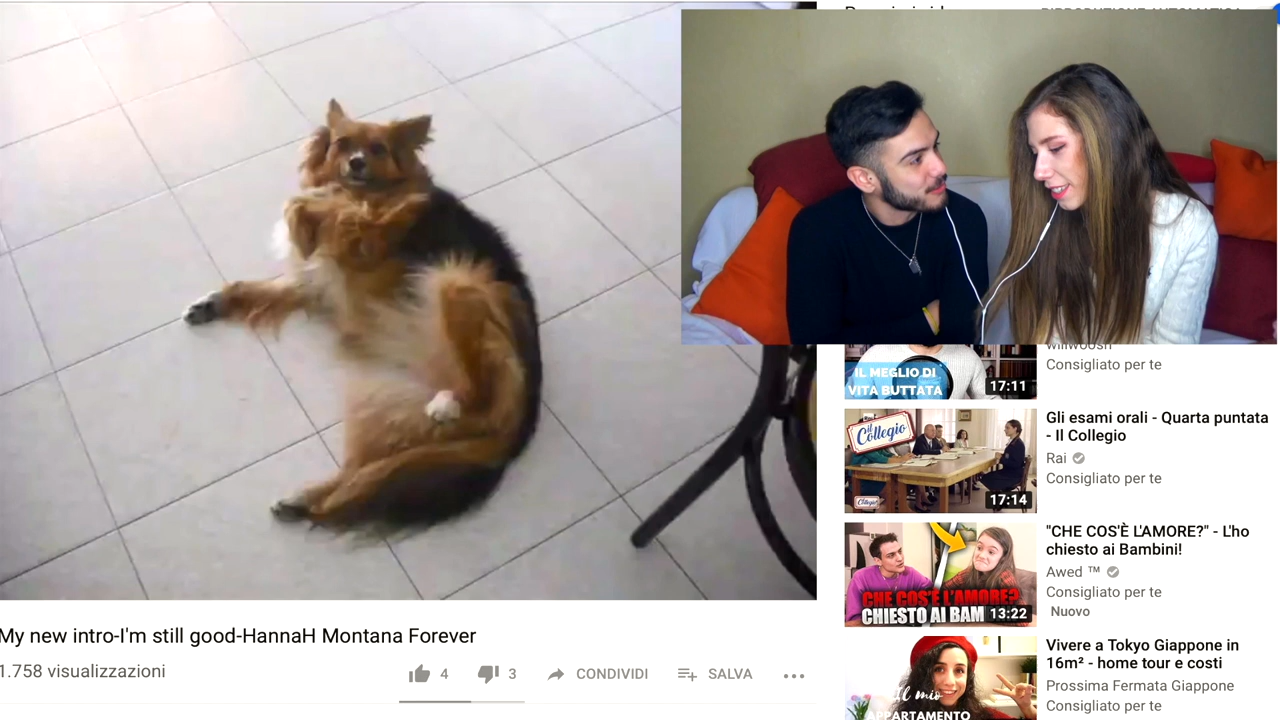 My new intro-I'm still good-HannaH Montana Forever
1.758 visualizzazioni
4
3
CONDIVIDI
SALVA
willwoosh
Consigliato per te
IL MEGLIO DI
VITA BUTTATA
17:11
Gli esami orali - Quarta puntata
- Il Collegio
Rai
Consigliato per te
il
Collegio
17:14
"CHE COS'È L'AMORE?" - L'ho
chiesto ai Bambini!
Awed ™
Consigliato per te
Nuovo
CHE COS'È L'AMORE?
CHIESTO AI BAM
13:22
Vivere a Tokyo Giappone in
16m² - home tour e costi
Prossima Fermata Giappone
Consigliato per te
Il mio
APPARTAMENTO